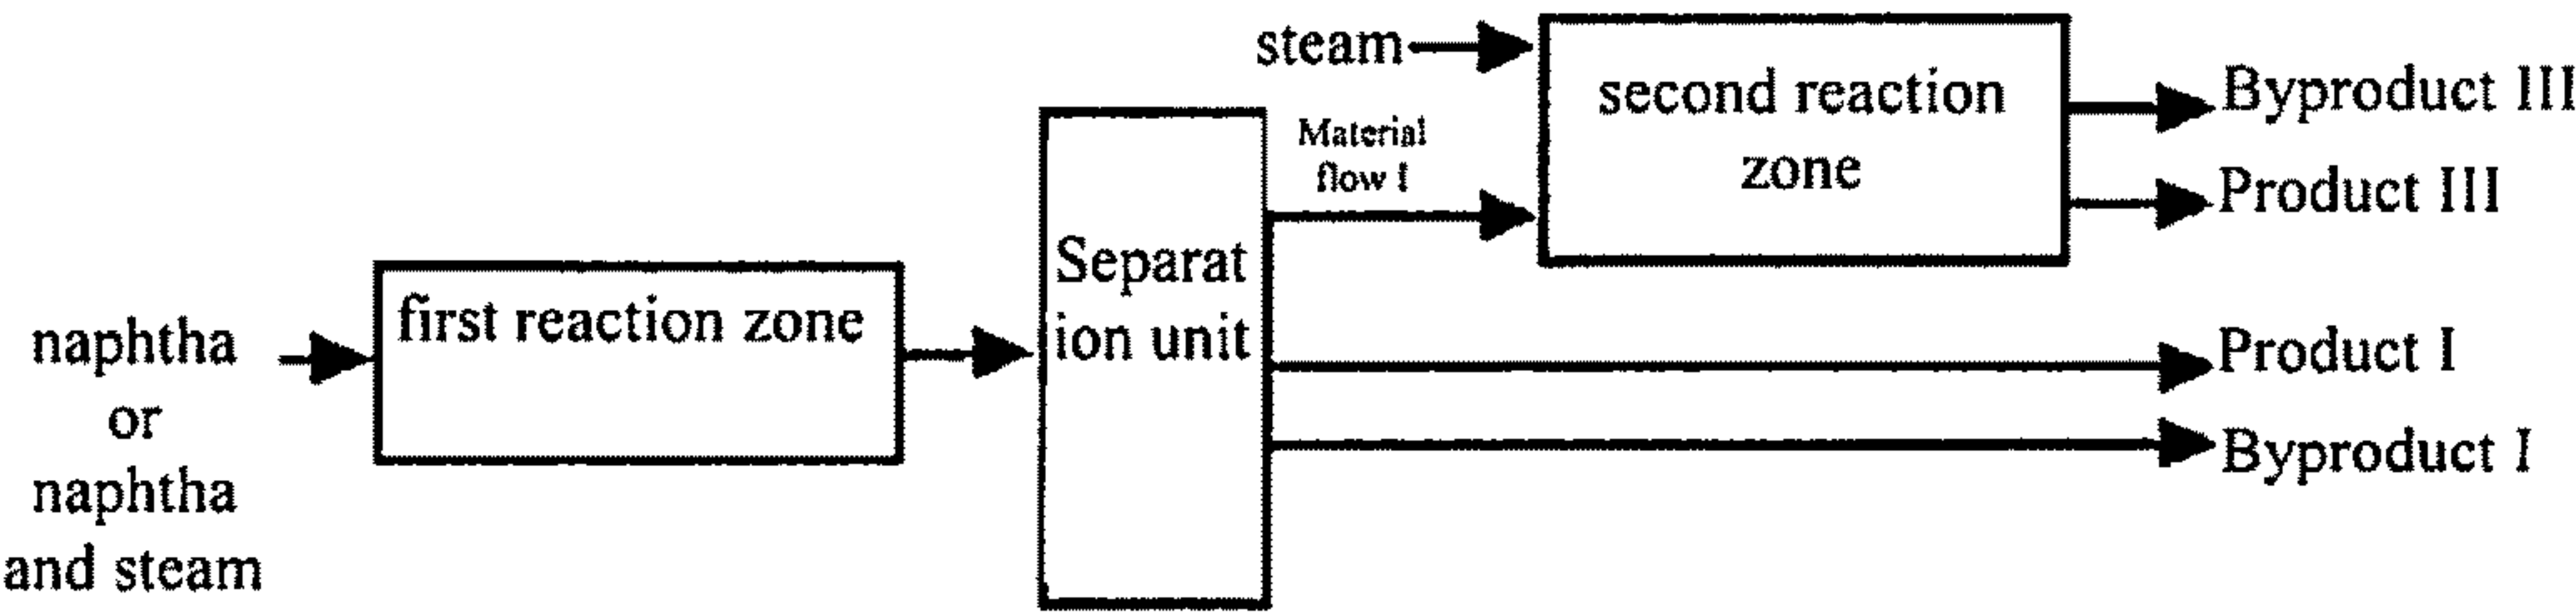 steam
second reaction
zone
Byproduct III
Product III
Material
flow I
Separat
ion unit
first reaction zone
naphtha
or
naphtha
and steam
Product I
Byproduct I